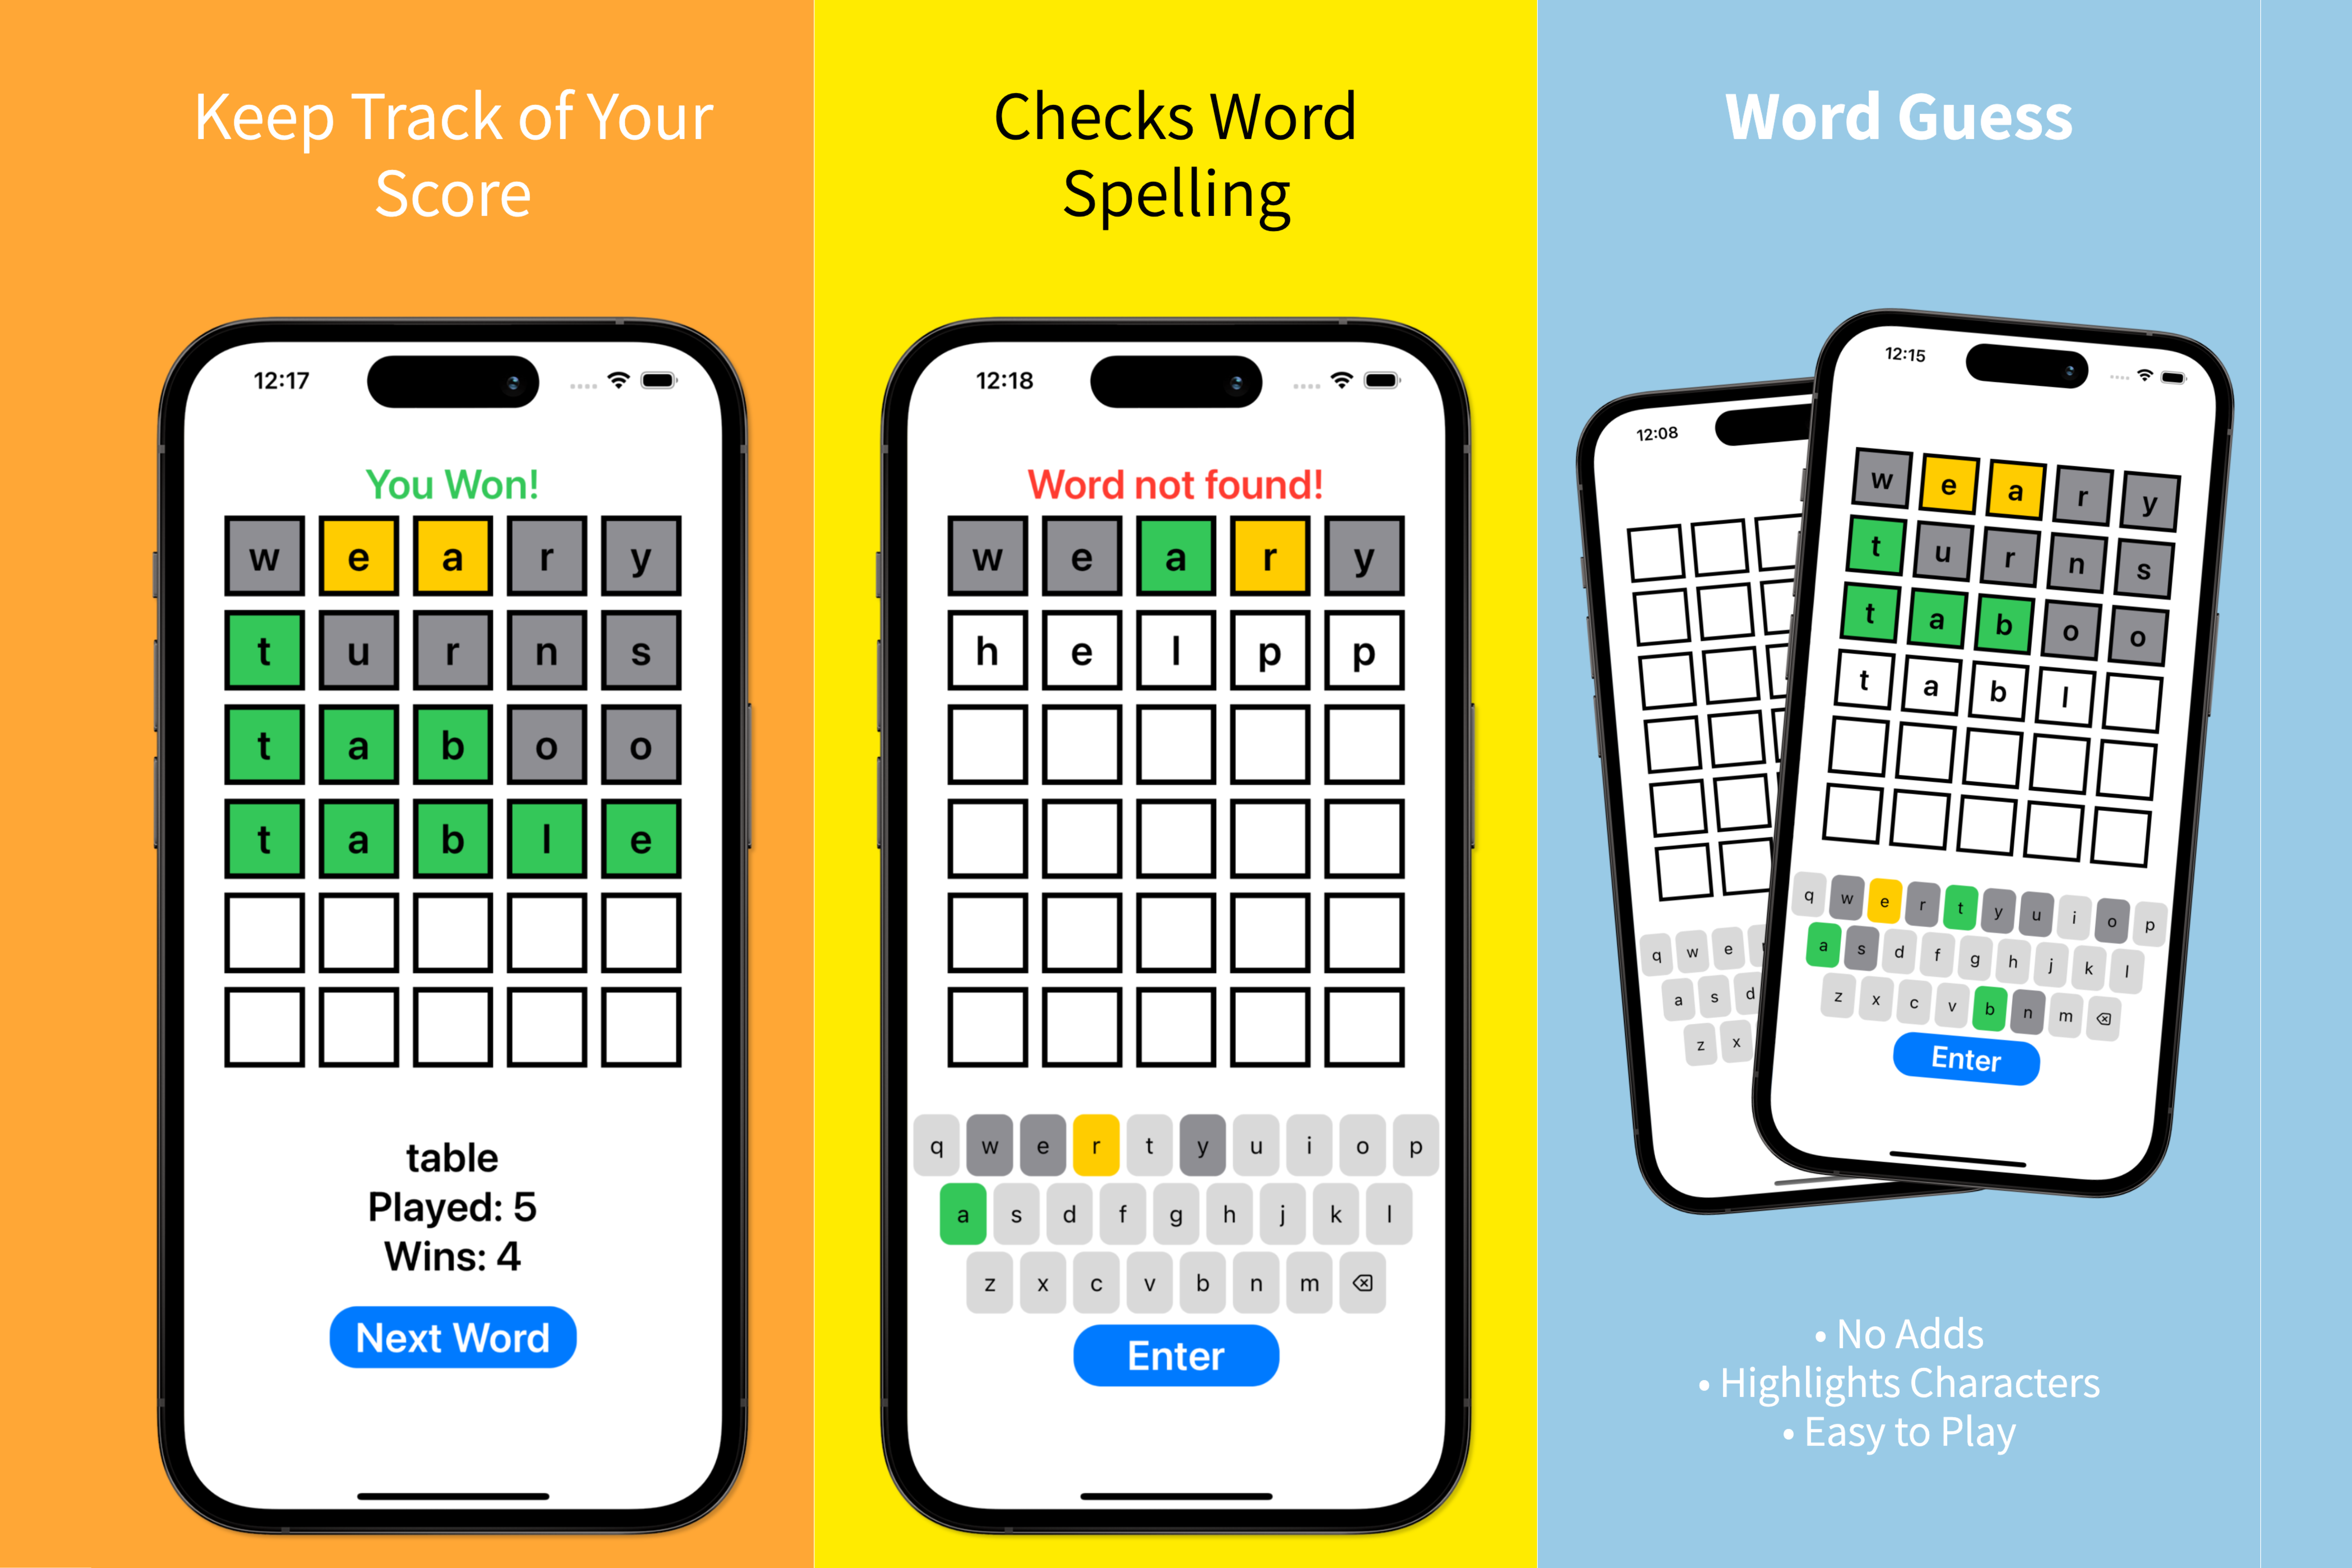 Keep Track of Your
Score
12:17
You Won!
w e a r y
t u r n s
t a b o o
t a b l e
table
Played: 5
Wins: 4
Next Word
Checks Word
Spelling
12:18
Word not found!
w e a r y
h e l p p
q w e r t y u i o p
a s d f g h j k l
z x c v b n m
Enter
Word Guess
12:08
q w e
a s d
z x
12:15
w e a r y
t u r n s
t a b o o
t a b l
q w e r t y u i o p
a s d f g h j k l
z x c v b n m
Enter
• No Adds
• Highlights Characters
• Easy to Play